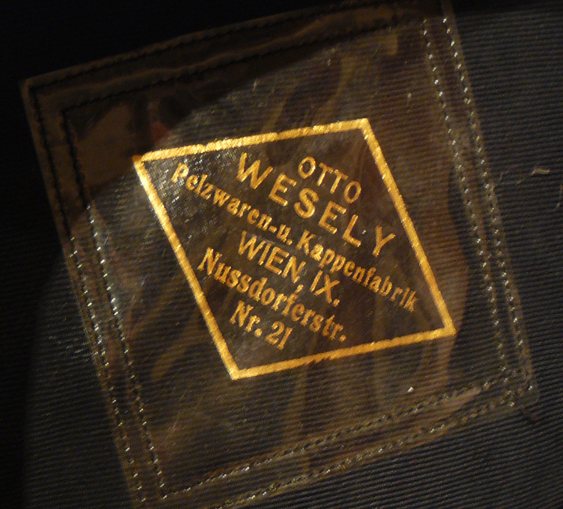 OTTO
WESELY
Pelzwaren-u. Kappenfabrik
WIEN, IX.
Nussdorferstr.
Nr. 21